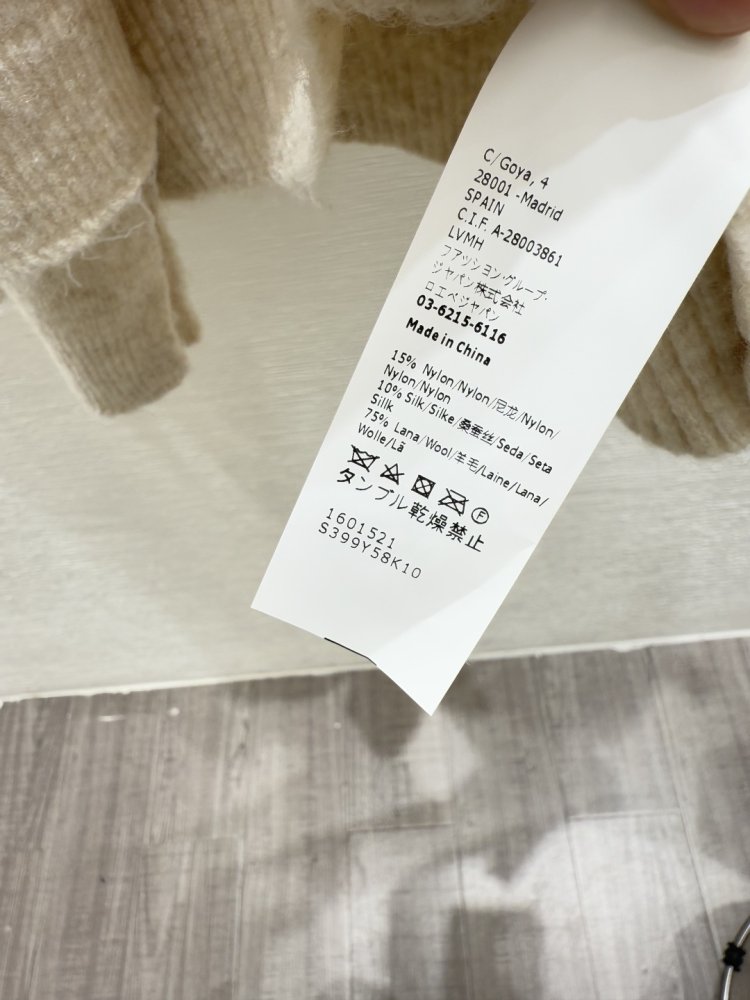 C/Goya, 4
28001 -Madrid
SPAIN
C.I.F. A-28003861
LVMH
ファッション・グループ・
ジャパン株式会社
ロエベジャパン
03-6215-6116
Made in China
15% Nylon/Nylon/尼龙/Nylon/
Nylon/Nylon
10% Silk/Silke/桑蚕丝/Seda/Seta
Sillk
75% Lana/Wool/羊毛/Laine/Lana/
Wolle/Lã
F
タンブル乾燥禁止
1601521
S399Y58K10